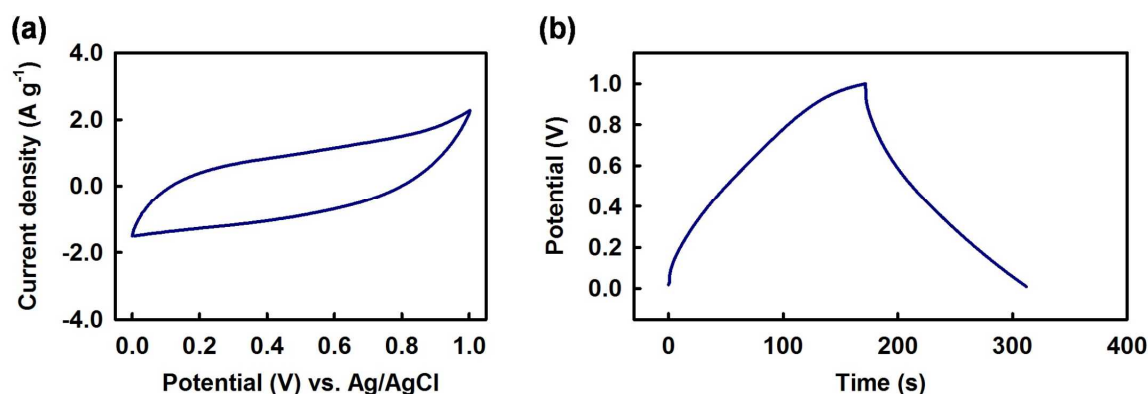 (a)
4.0
2.0
0.0
-2.0
-4.0
Current density (A g⁻¹)
0.0 0.2 0.4 0.6 0.8 1.0
Potential (V) vs. Ag/AgCl
(b)
1.0
0.8
0.6
0.4
0.2
0.0
Potential (V)
0 100 200 300 400
Time (s)